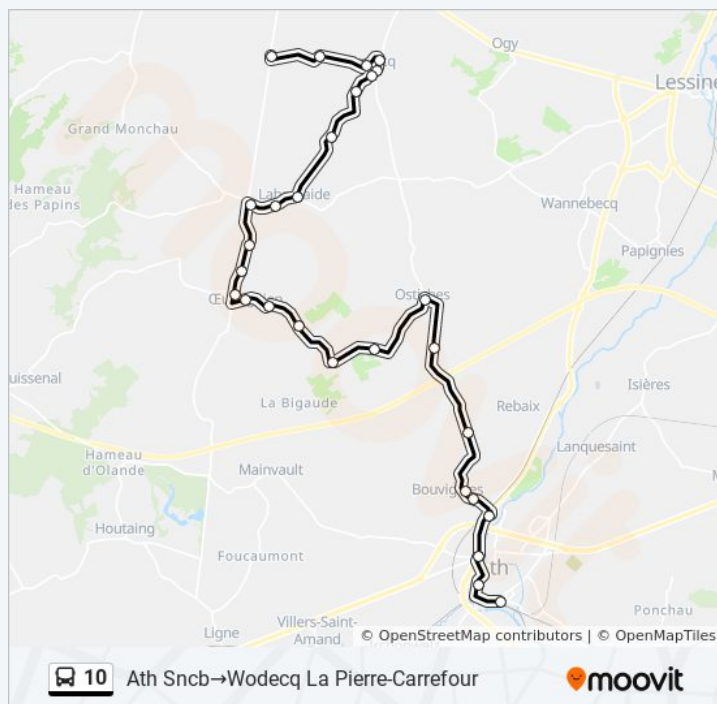 Ogy
Lessine
Grand Monchau
Hameau
des Papins
Wannebecq
Papignies
Ostiches
uissenal
La Bigaude
Isières
Rebaix
Hameau
d'Olande
Mainvault
Lanquesaint
Bouvignies
Houtaing
Foucaumont
th
Ponchau
Villers-Saint-
Amand
Ligne
© OpenStreetMap contributors | © OpenMapTiles
10 Ath Sncb→Wodecq La Pierre-Carrefour moovit